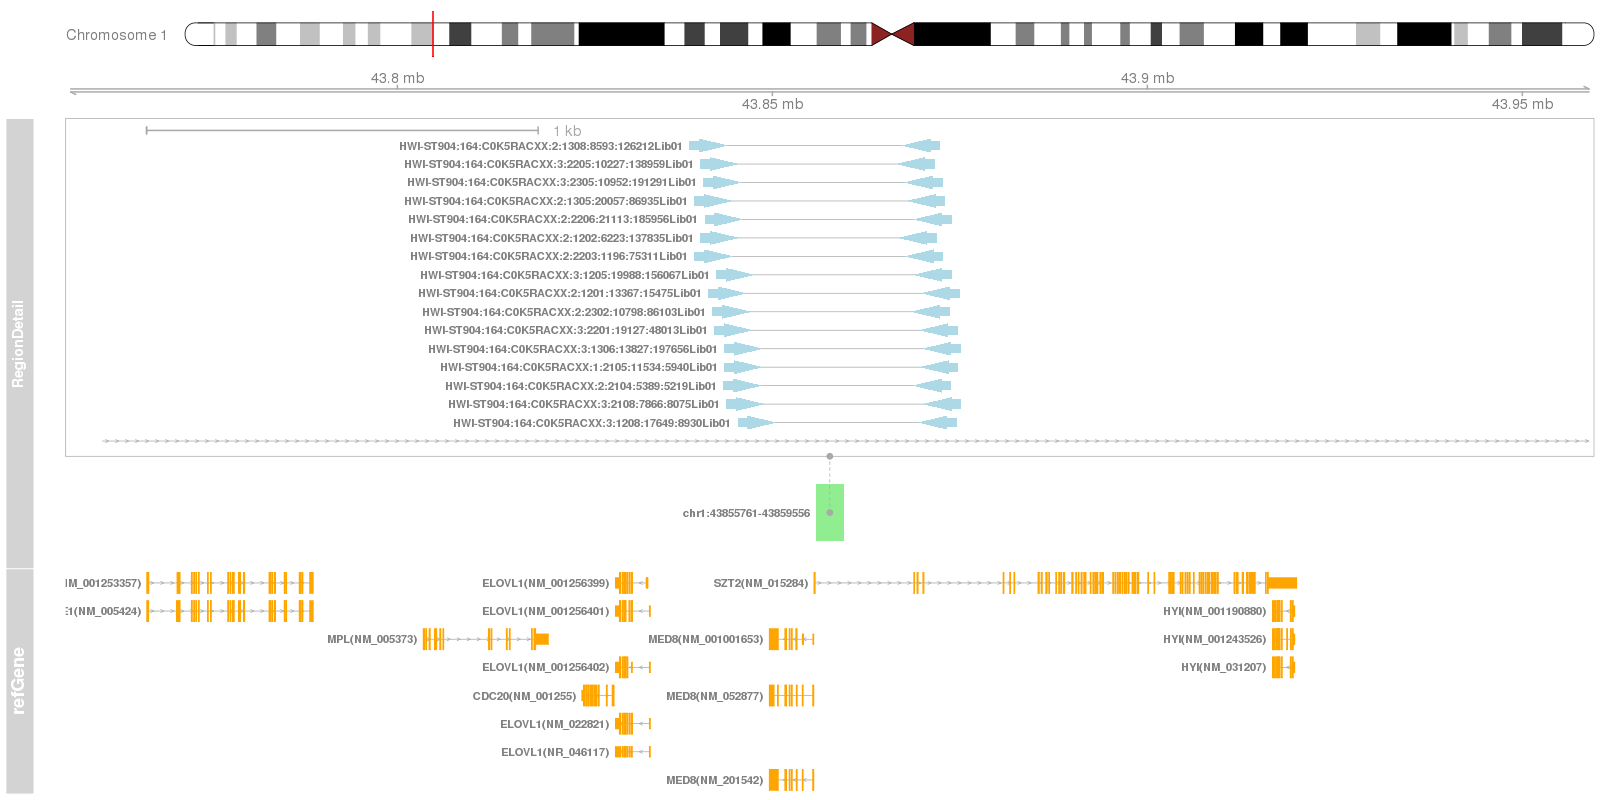 Chromosome 1
43.8 mb
43.9 mb
43.85 mb
43.95 mb
RegionDetail
1 kb
HWI-ST904:164:C0K5RACXX:2:1308:8593:126212Lib01
HWI-ST904:164:C0K5RACXX:3:2205:10227:138959Lib01
HWI-ST904:164:C0K5RACXX:3:2305:10952:191291Lib01
HWI-ST904:164:C0K5RACXX:2:1305:20057:86935Lib01
HWI-ST904:164:C0K5RACXX:2:2206:21113:185956Lib01
HWI-ST904:164:C0K5RACXX:2:1202:6223:137835Lib01
HWI-ST904:164:C0K5RACXX:2:2203:1196:75311Lib01
HWI-ST904:164:C0K5RACXX:3:1205:19988:156067Lib01
HWI-ST904:164:C0K5RACXX:2:1201:13367:15475Lib01
HWI-ST904:164:C0K5RACXX:2:2302:10798:86103Lib01
HWI-ST904:164:C0K5RACXX:3:2201:19127:48013Lib01
HWI-ST904:164:C0K5RACXX:3:1306:13827:197656Lib01
HWI-ST904:164:C0K5RACXX:1:2105:11534:5940Lib01
HWI-ST904:164:C0K5RACXX:2:2104:5389:5219Lib01
HWI-ST904:164:C0K5RACXX:3:2108:7866:8075Lib01
HWI-ST904:164:C0K5RACXX:3:1208:17649:8930Lib01
chr1:43855761-43859556
refGene
NM_001253357) ELOVL1(NM_001256399) SZT2(NM_015284)
E1(NM_005424) ELOVL1(NM_001256401) HYI(NM_001190880)
MPL(NM_005373) MED8(NM_001001653) HYI(NM_001243526)
ELOVL1(NM_001256402) HYI(NM_031207)
CDC20(NM_001255) MED8(NM_052877)
ELOVL1(NM_022821)
ELOVL1(NR_046117)
MED8(NM_201542)